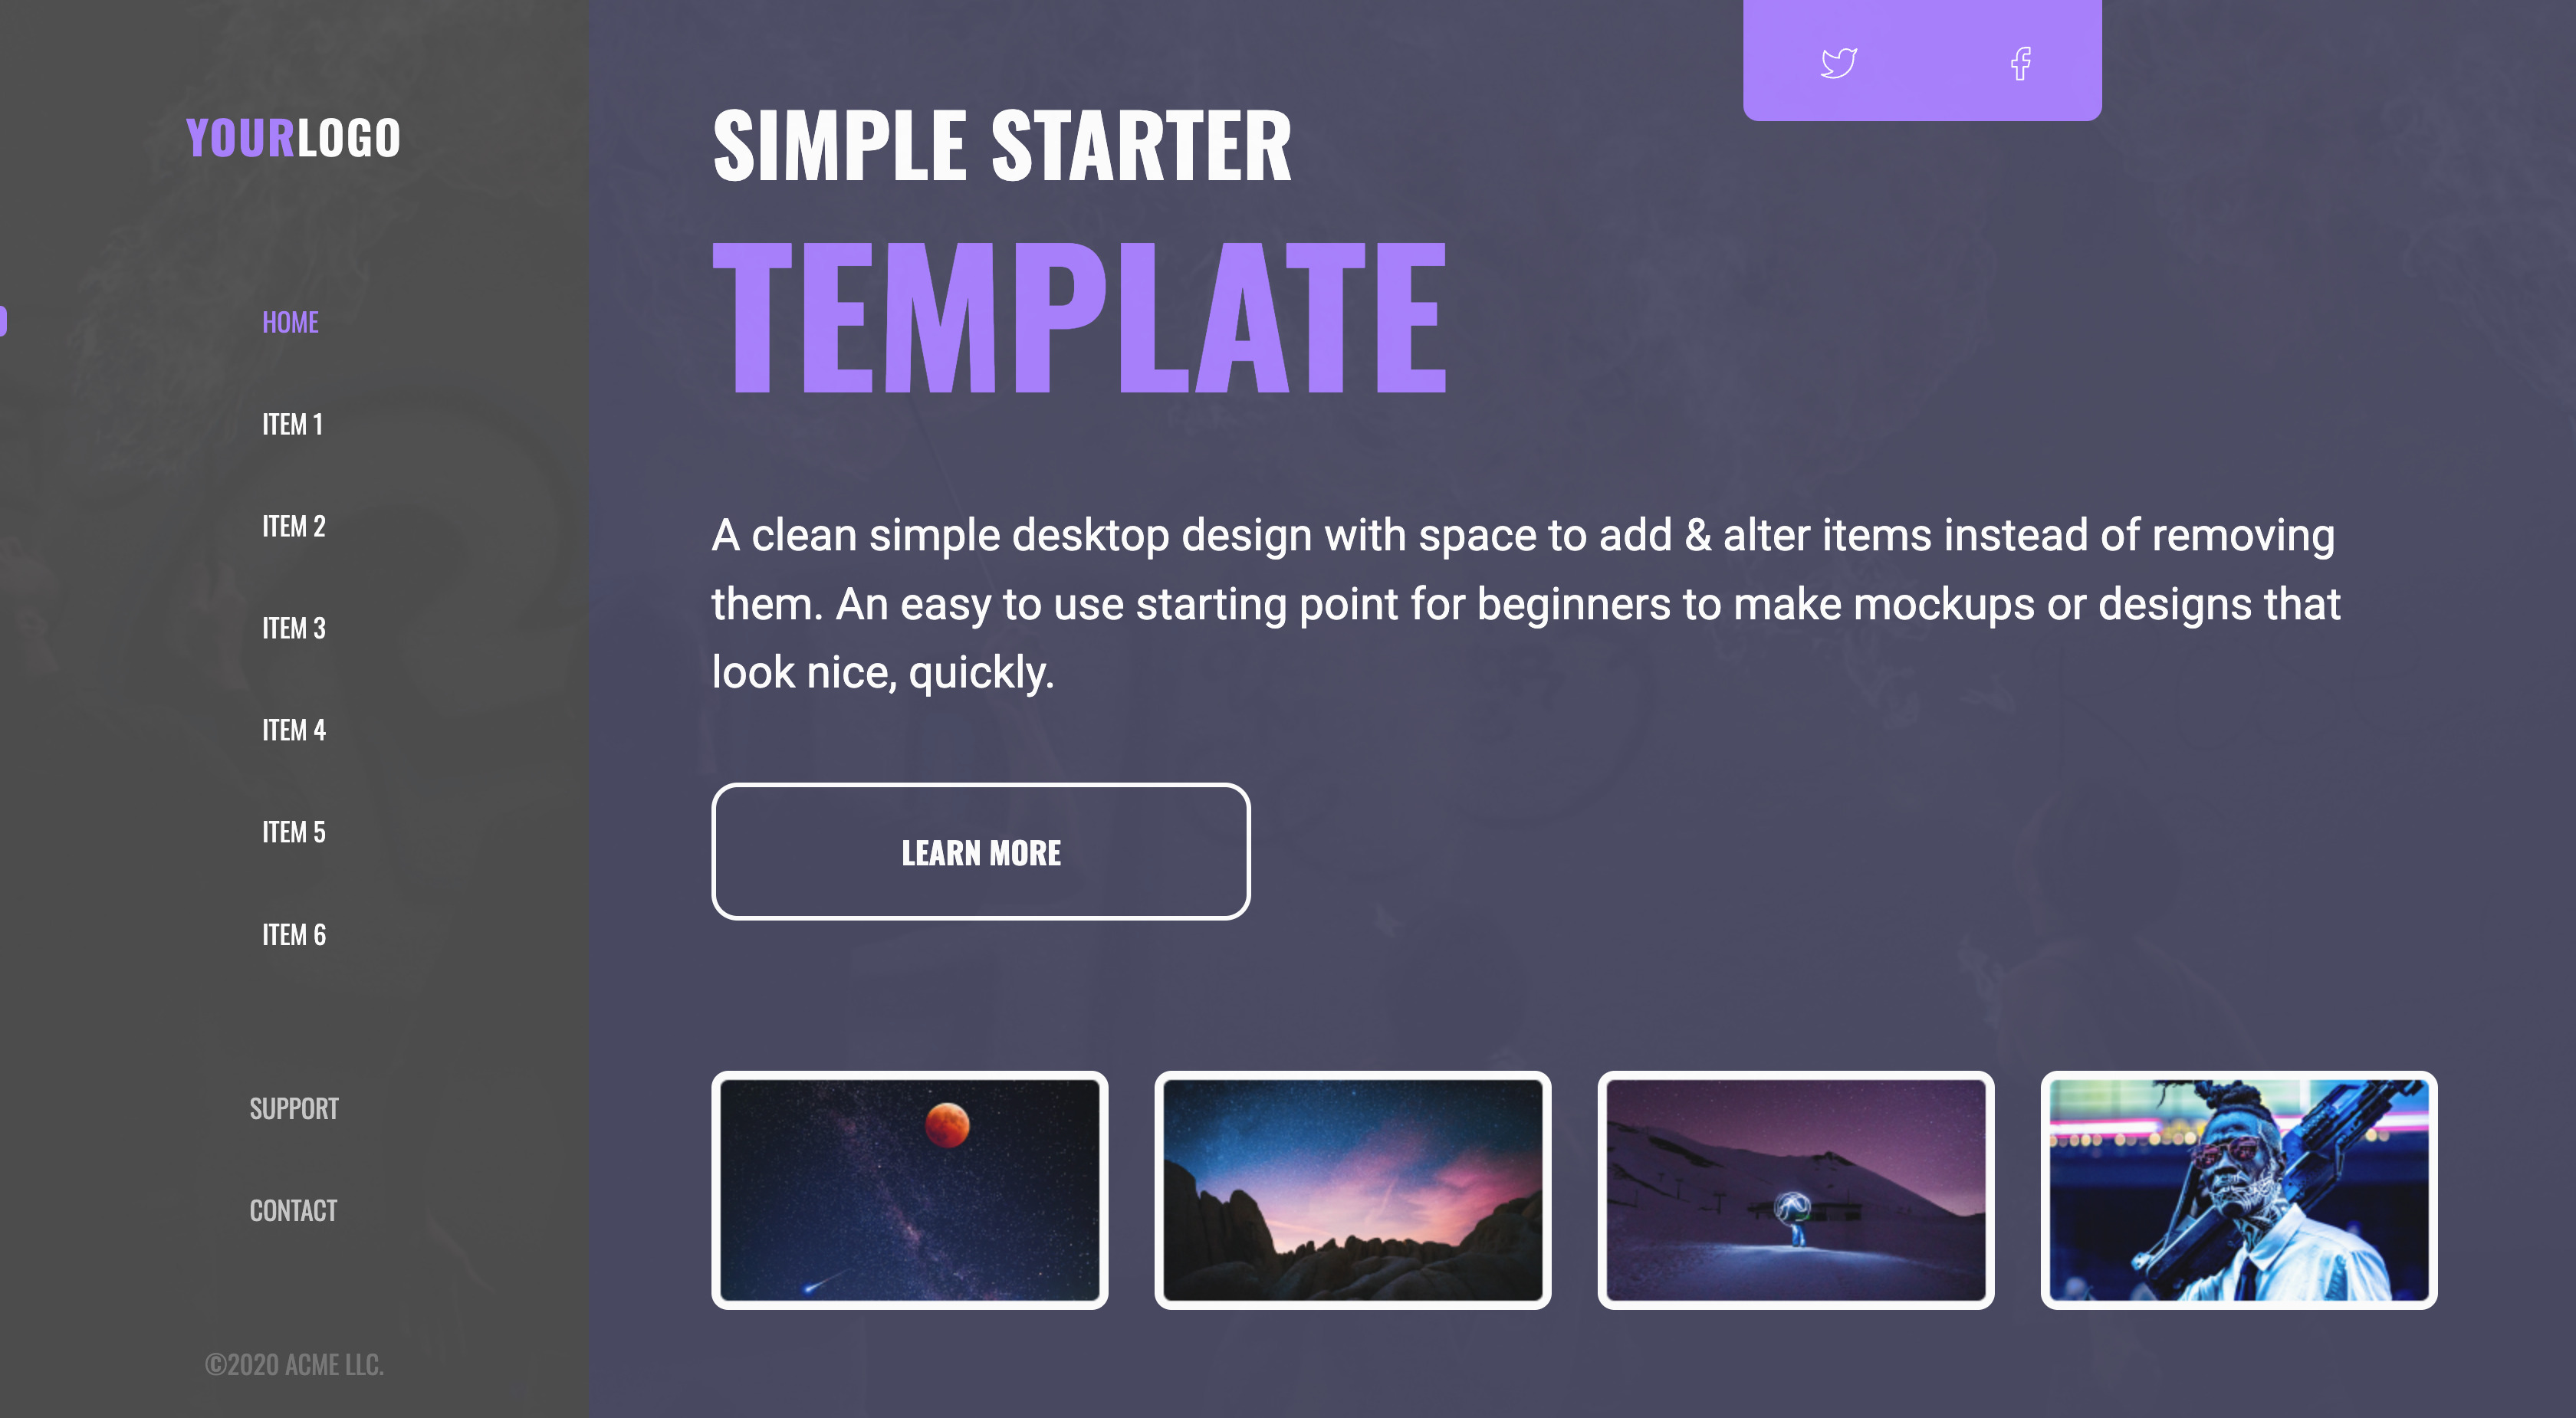 YOURLOGO
HOME
ITEM 1
ITEM 2
ITEM 3
ITEM 4
ITEM 5
ITEM 6
SUPPORT
CONTACT
©2020 ACME LLC.
SIMPLE STARTER
TEMPLATE
A clean simple desktop design with space to add & alter items instead of removing
them. An easy to use starting point for beginners to make mockups or designs that
look nice, quickly.
LEARN MORE